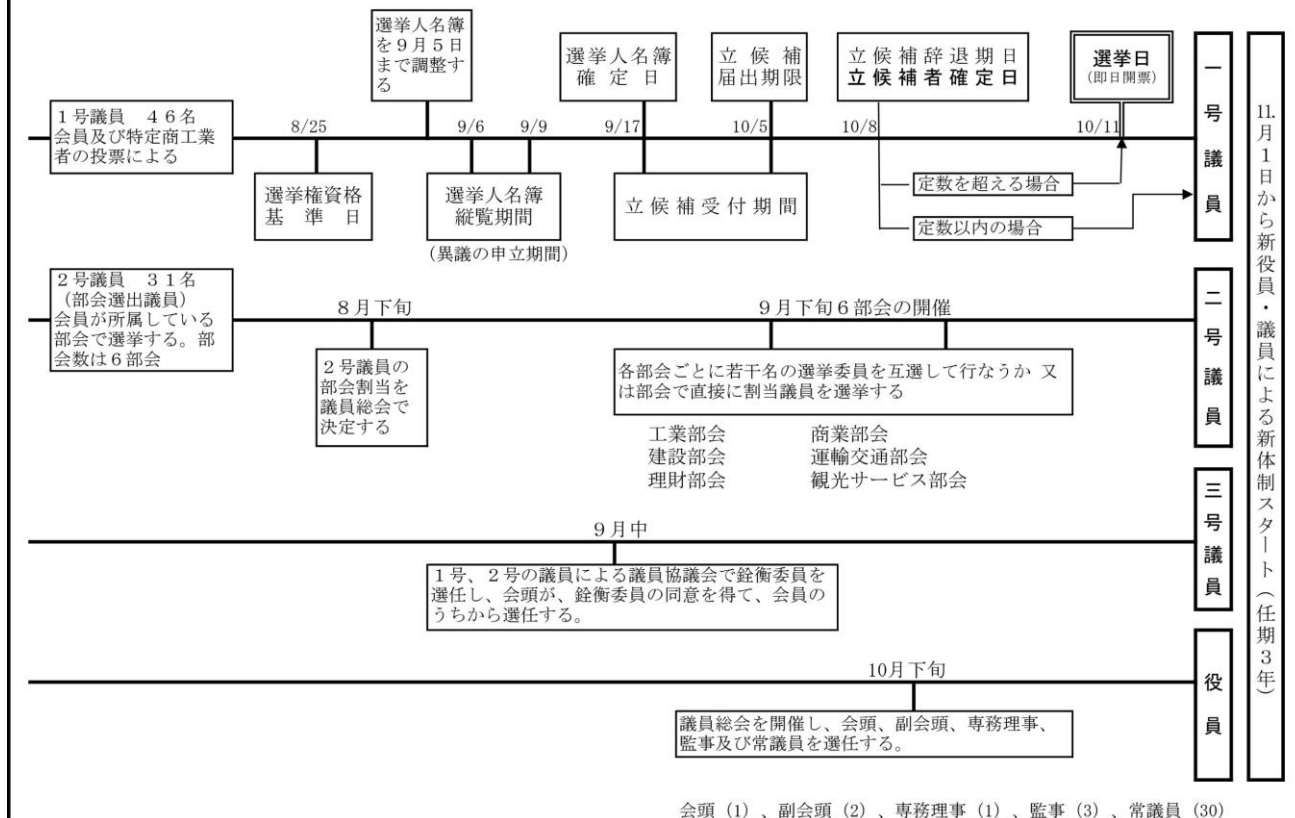 選挙人名簿
を９月５日
まで調整す
る
選挙人名簿
確定日
立候補
届出期限
立候補辞退期日
立候補者確定日
選挙日
(即日開票)
１号議員　４６名
会員及び特定商工業
者の投票による
8/25
9/6
9/9
9/17
10/5
10/8
10/11
選挙権資格
基準日
選挙人名簿
縦覧期間
(異議の申立期間)
立候補受付期間
定数を超える場合
定数以内の場合
一号議員
２号議員　３１名
(部会選出議員)
会員が所属している
部会で選挙する。部
会数は６部会
８月下旬
９月下旬６部会の開催
２号議員の
部会割当を
議員総会で
決定する
各部会ごとに若干名の選挙委員を互選して行なうか 又
は部会で直接に割当議員を選挙する
工業部会　商業部会
建設部会　運輸交通部会
理財部会　観光サービス部会
二号議員
９月中
１号、２号の議員による議員協議会で銓衡委員を
選任し、会頭が、銓衡委員の同意を得て、会員の
うちから選任する。
三号議員
10月下旬
議員総会を開催し、会頭、副会頭、専務理事、
監事及び常議員を選任する。
役員
11月１日から新役員・議員による新体制スタート（任期３年）
会頭（1）、副会頭（2）、専務理事（1）、監事（3）、常議員（30）